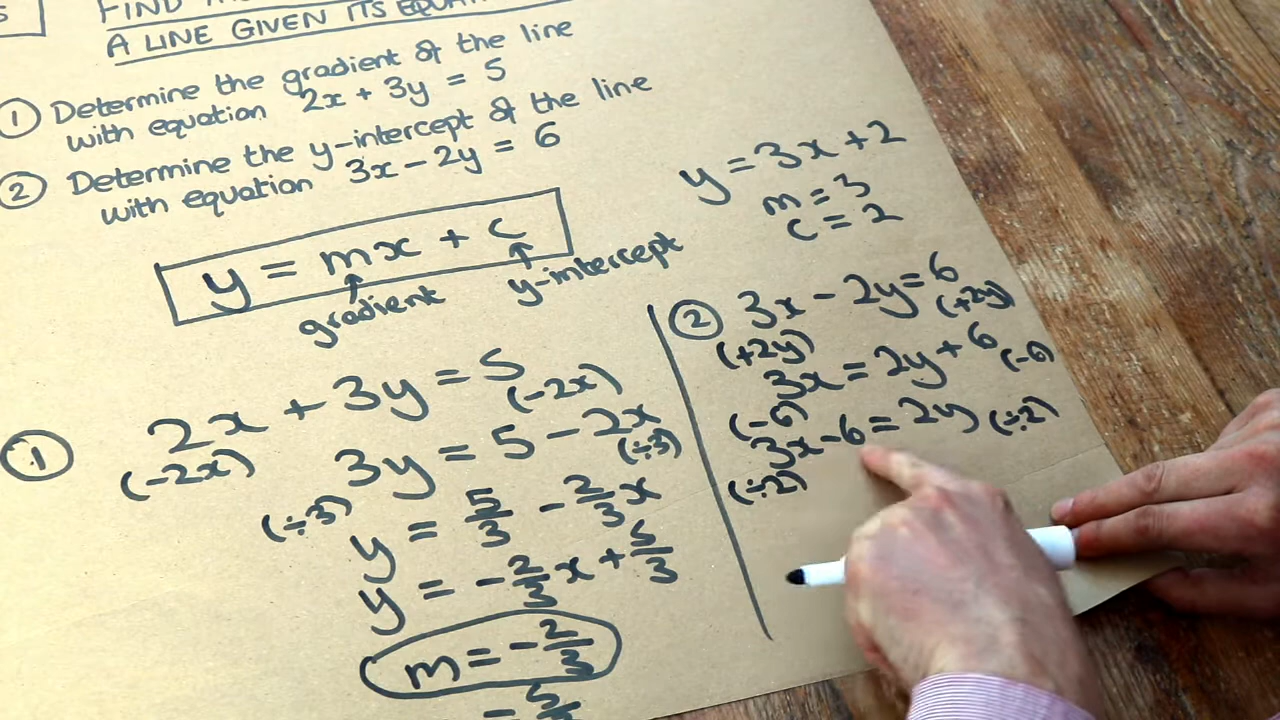 FIND
A LINE GIVEN ITS
① Determine the gradient of the line
with equation 2x + 3y = 5
② Determine the y-intercept of the line
with equation 3x - 2y = 6
y = mx + c
gradient
y-intercept
y = 3x + 2
m = 3
c = 2
① 2x + 3y = 5
(-2x) (-2x)
3y = 5 - 2x
(÷3) (÷3)
y = 5/3 - 2/3 x
y = -2/3 x + 5/3
m = -2/3
② 3x - 2y = 6
(+2y) (+2y)
3x = 2y + 6
(-6) (-6)
3x - 6 = 2y
(÷2) (÷2)